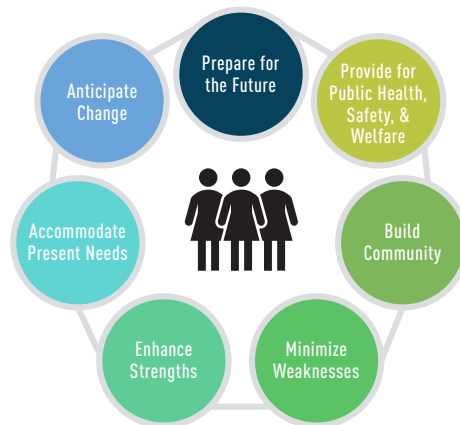 Prepare for
the Future
Provide for
Public Health,
Safety, &
Welfare
Build
Community
Minimize
Weaknesses
Enhance
Strengths
Accommodate
Present Needs
Anticipate
Change